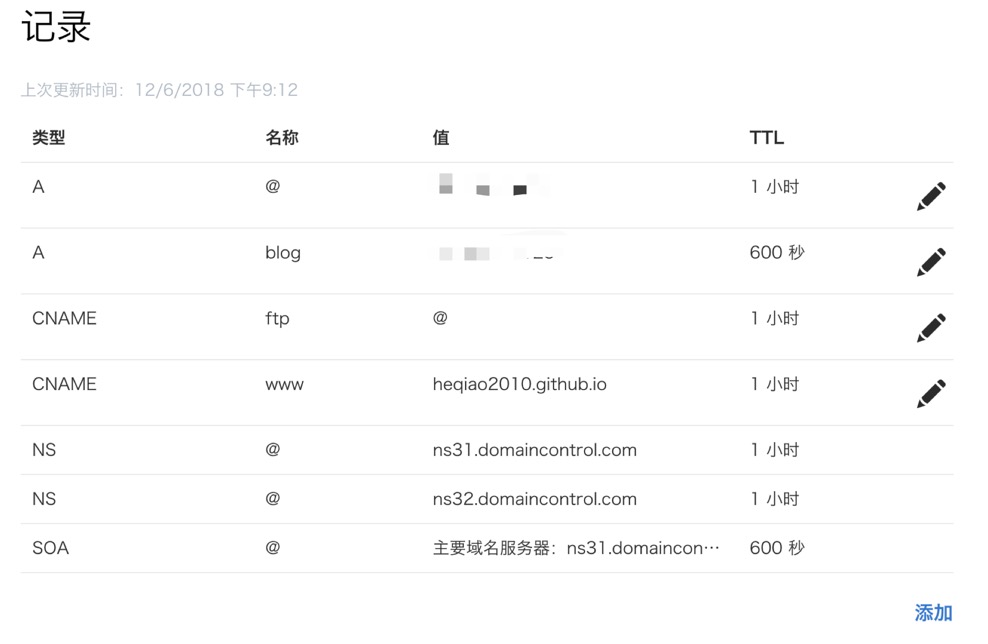 记录
上次更新时间：12/6/2018 下午9:12
类型 名称 值 TTL
A @ 1 小时
A blog 600 秒
CNAME ftp @ 1 小时
CNAME www heqiao2010.github.io 1 小时
NS @ ns31.domaincontrol.com 1 小时
NS @ ns32.domaincontrol.com 1 小时
SOA @ 主要域名服务器：ns31.domaincon··· 600 秒
添加